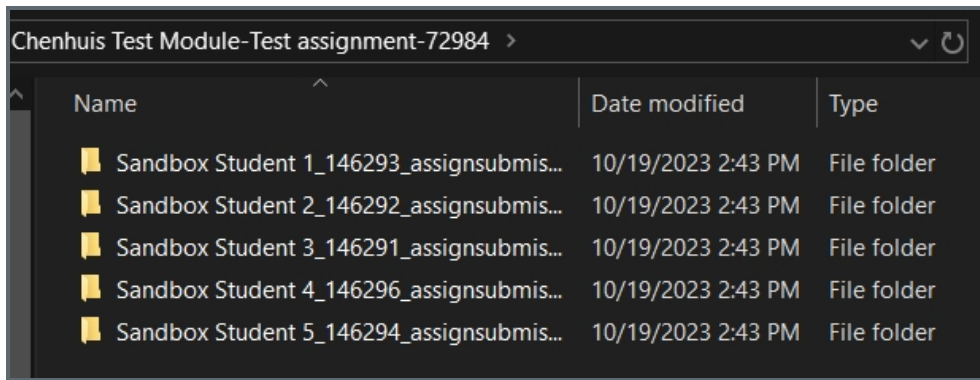 Chenhuis Test Module-Test assignment-72984
Name Date modified Type
Sandbox Student 1_146293_assignsubmis... 10/19/2023 2:43 PM File folder
Sandbox Student 2_146292_assignsubmis... 10/19/2023 2:43 PM File folder
Sandbox Student 3_146291_assignsubmis... 10/19/2023 2:43 PM File folder
Sandbox Student 4_146296_assignsubmis... 10/19/2023 2:43 PM File folder
Sandbox Student 5_146294_assignsubmis... 10/19/2023 2:43 PM File folder